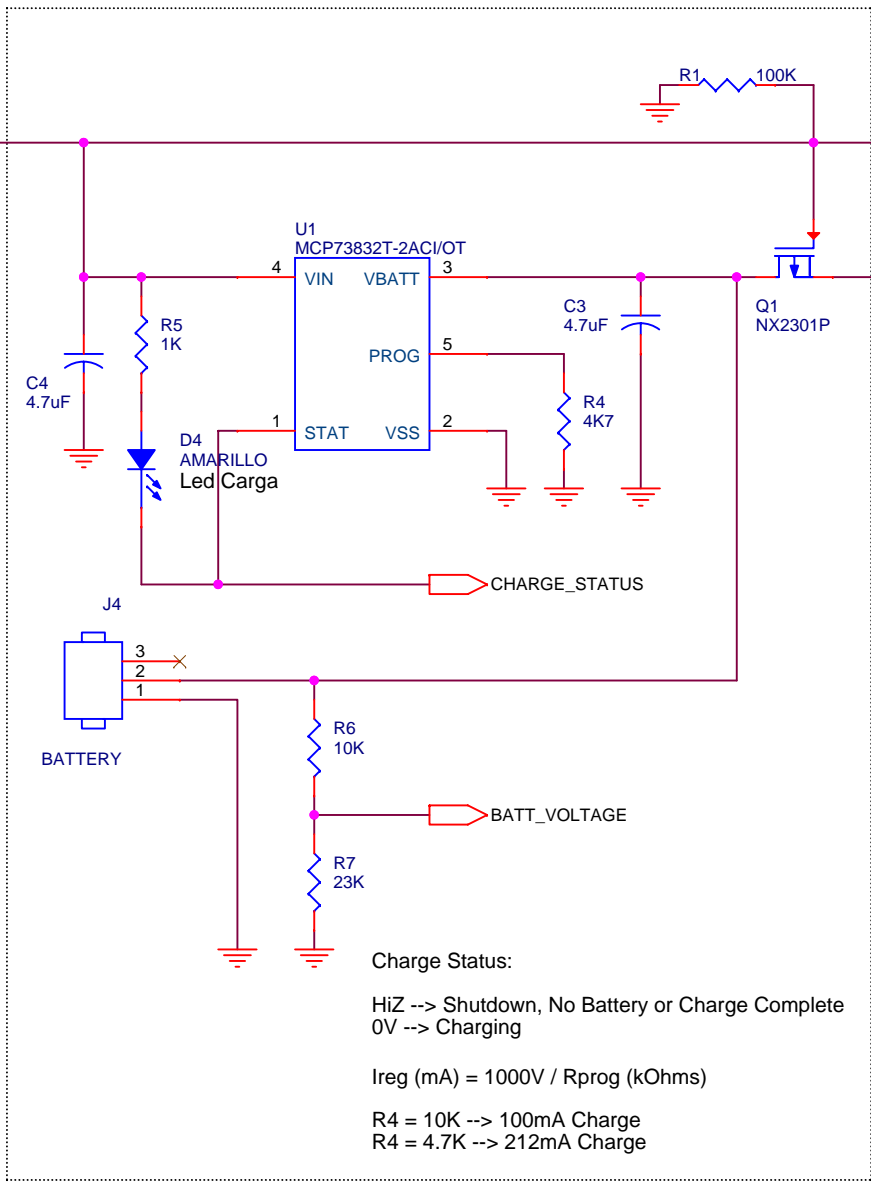 R1 100K
U1
MCP73832T-2ACI/OT
4 VIN VBATT 3
C3
4.7uF
Q1
NX2301P
R5
1K
PROG 5
C4
4.7uF
R4
4K7
1 STAT VSS 2
D4
AMARILLO
Led Carga
CHARGE_STATUS
J4
3
2
1
R6
10K
BATTERY
BATT_VOLTAGE
R7
23K
Charge Status:
HiZ --> Shutdown, No Battery or Charge Complete
0V --> Charging
Ireg (mA) = 1000V / Rprog (kOhms)
R4 = 10K --> 100mA Charge
R4 = 4.7K --> 212mA Charge